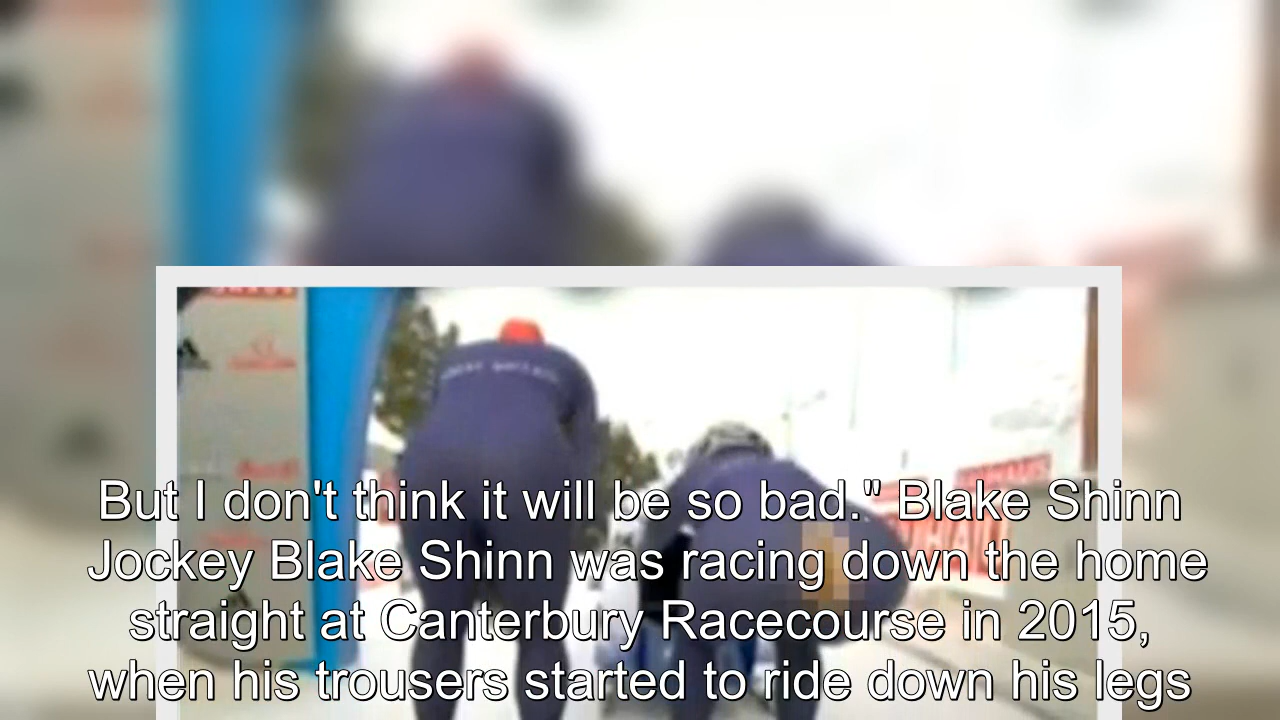 But I don't think it will be so bad." Blake Shinn
Jockey Blake Shinn was racing down the home
straight at Canterbury Racecourse in 2015,
when his trousers started to ride down his legs